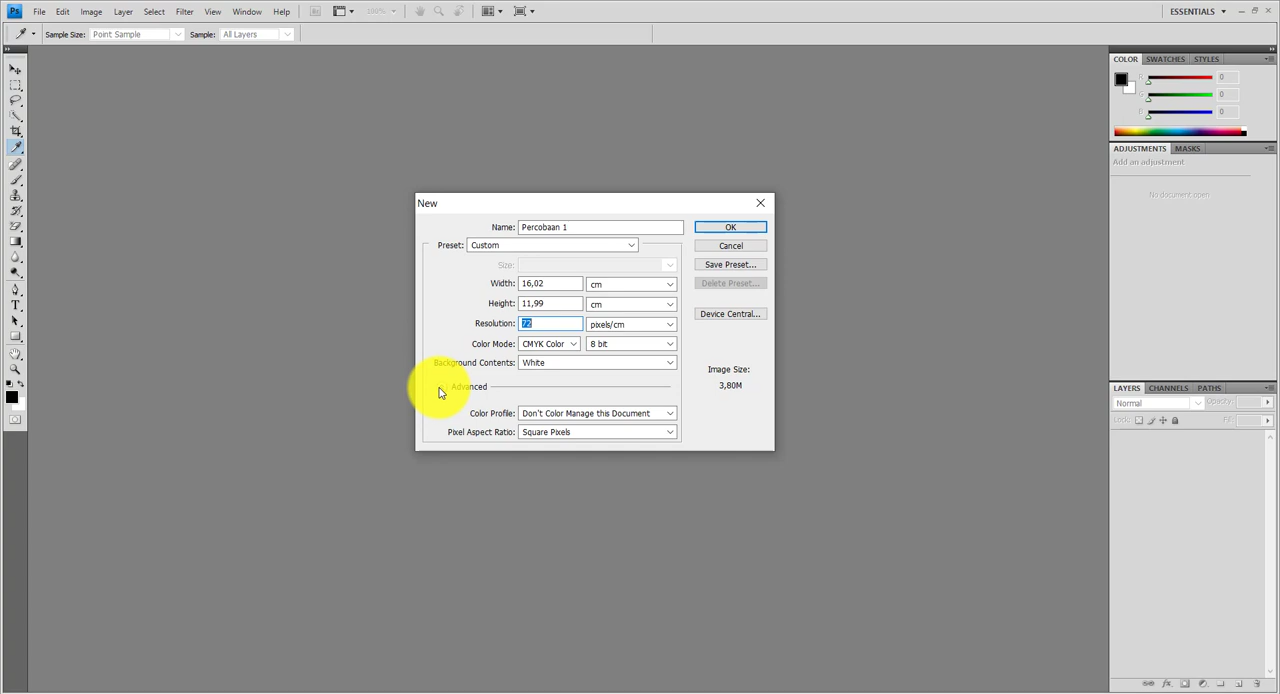 Ps File Edit Image Layer Select Filter View Window Help 100% ESSENTIALS
Sample Size: Point Sample Sample: All Layers
COLOR SWATCHES STYLES
R 0
G 0
B 0
ADJUSTMENTS MASKS
Add an adjustment
No document open
New
Name: Percobaan 1 OK
Preset: Custom Cancel
Size: Save Preset...
Width: 16,02 cm Delete Preset...
Height: 11,99 cm
Resolution: 72 pixels/cm Device Central...
Color Mode: CMYK Color 8 bit
Background Contents: White
Image Size:
3,80M
Advanced
Color Profile: Don't Color Manage this Document
Pixel Aspect Ratio: Square Pixels
LAYERS CHANNELS PATHS
Normal Opacity:
Lock: Fill: